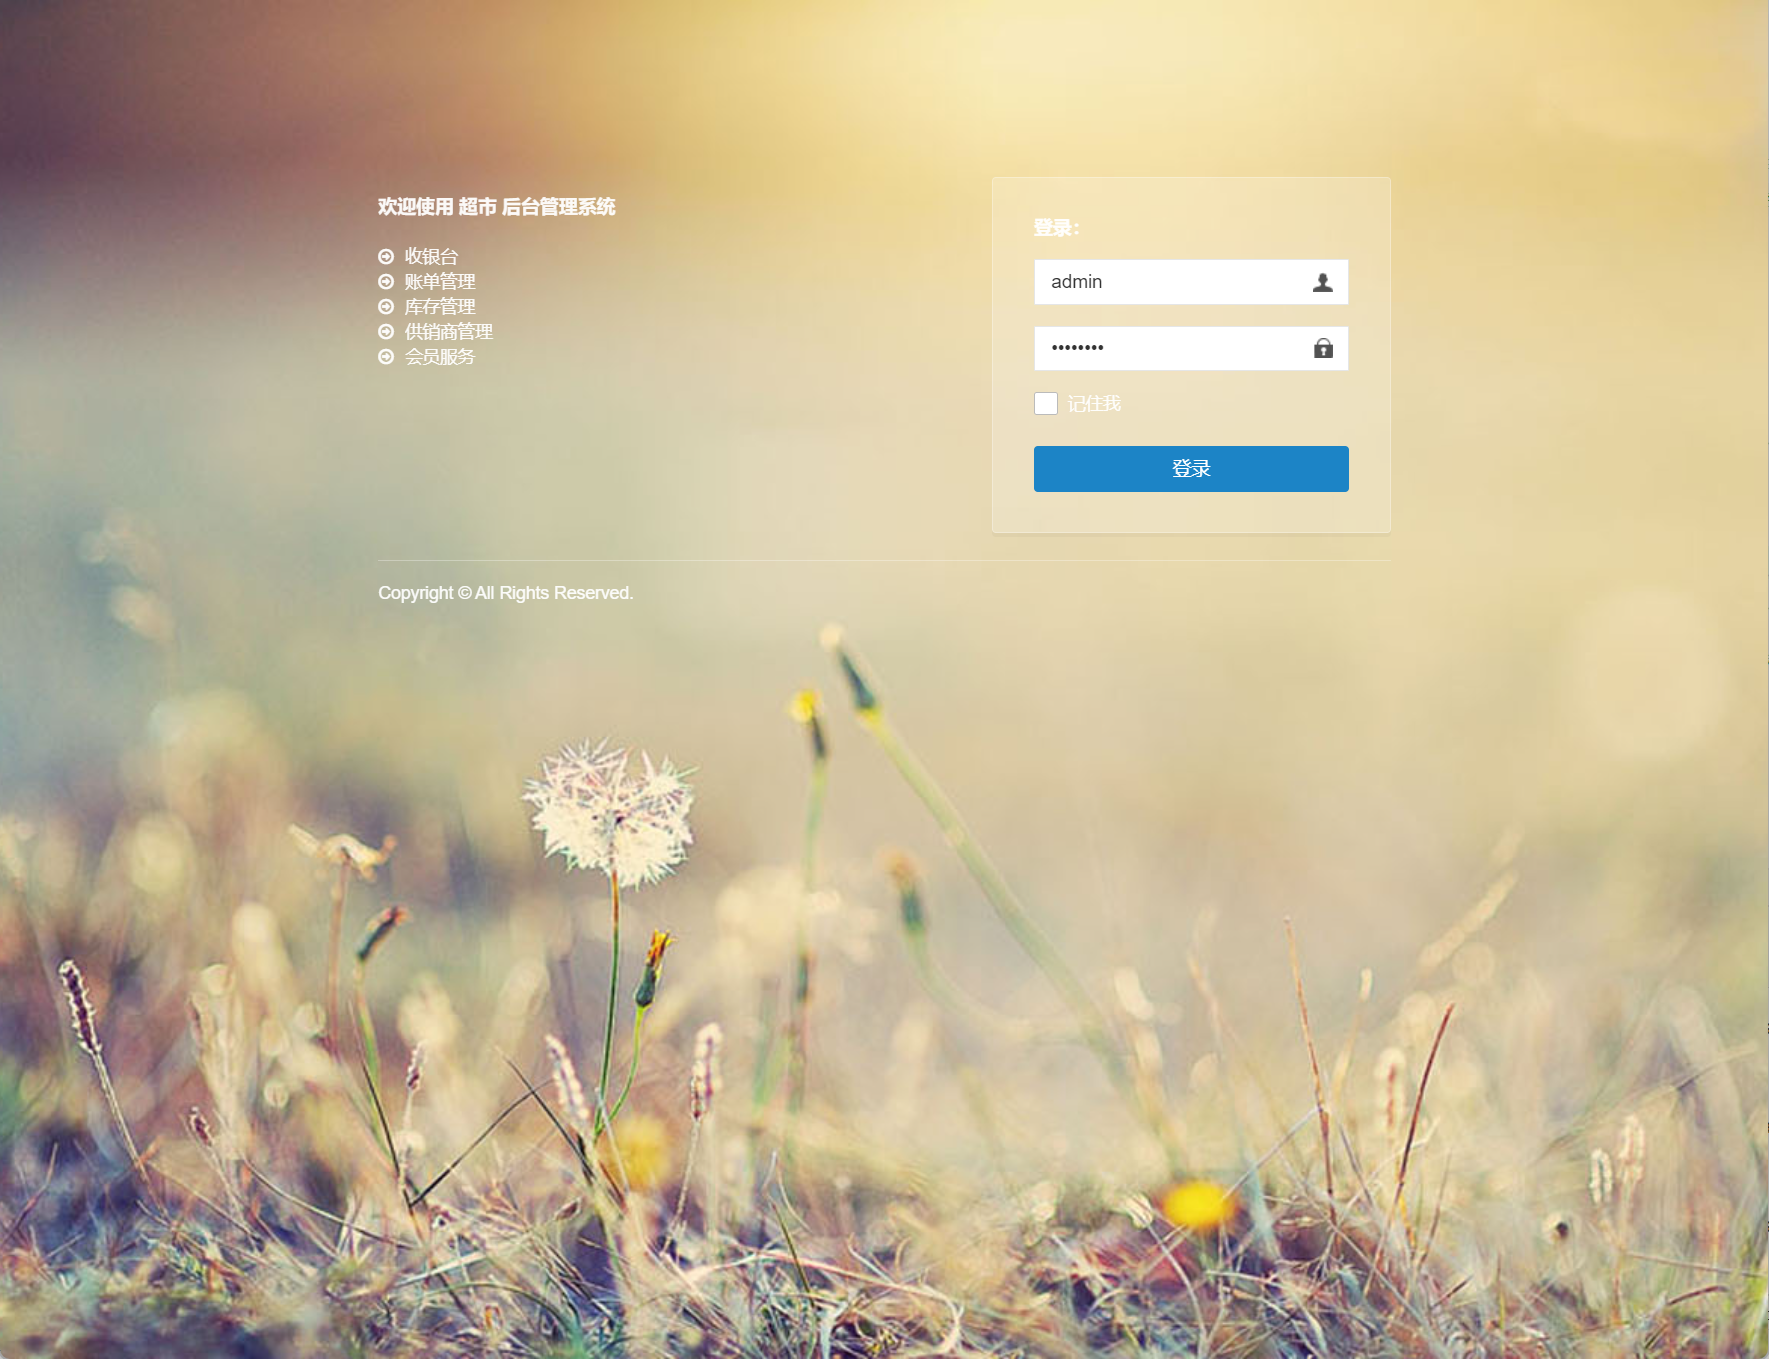 欢迎使用 超市 后台管理系统
收银台
账单管理
库存管理
供销商管理
会员服务
登录：
admin
••••••••
记住我
登录
Copyright © All Rights Reserved.